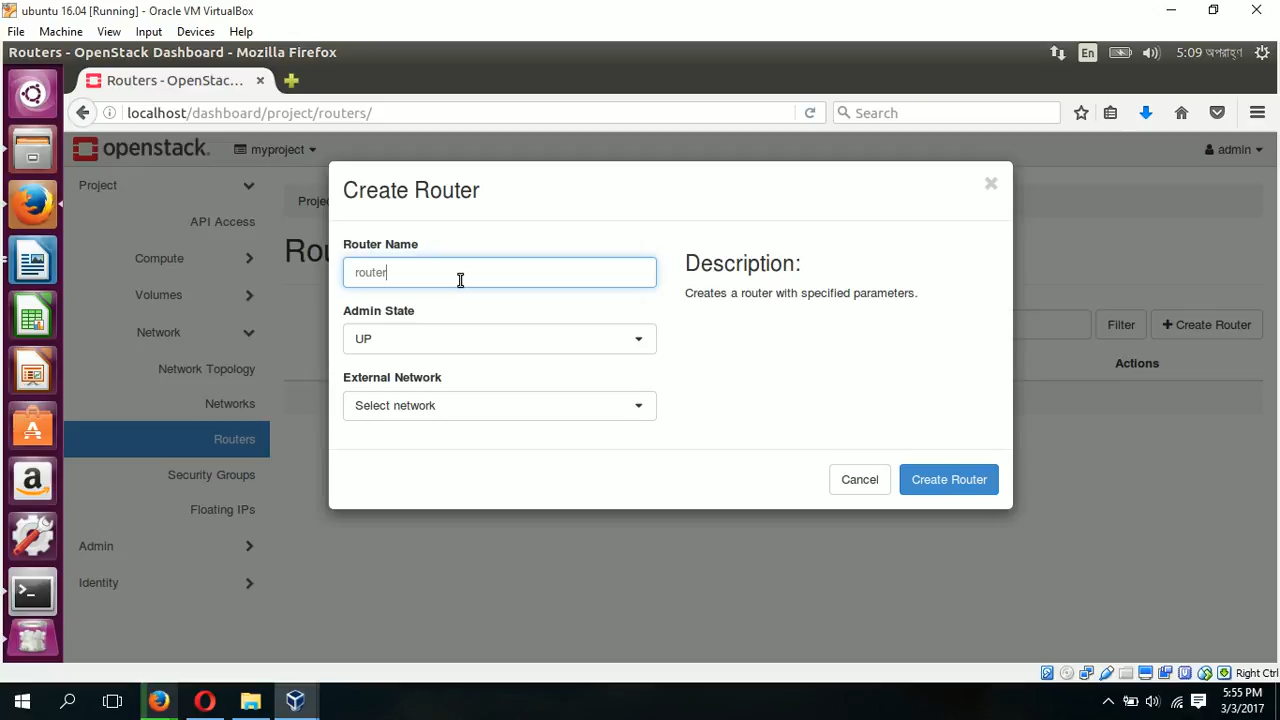 ubuntu 16.04 [Running] - Oracle VM VirtualBox
File Machine View Input Devices Help
Routers - OpenStack Dashboard - Mozilla Firefox
En
5:09 অপরাহ্ণ
Routers - OpenStac...
localhost/dashboard/project/routers/
Search
openstack.
myproject
admin
Project
API Access
Compute
Volumes
Network
Network Topology
Networks
Routers
Security Groups
Floating IPs
Admin
Identity
Projec
Rou
Filter
Create Router
Actions
Create Router
Router Name
router
Admin State
UP
External Network
Select network
Description:
Creates a router with specified parameters.
Cancel
Create Router
Right Ctrl
5:55 PM
3/3/2017